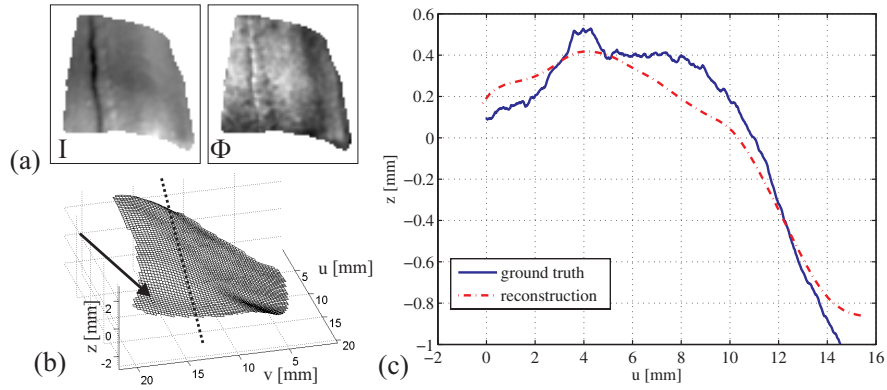 (a)
I
Φ
(b)
z [mm]
2
0
-2
20
15
10
5
v [mm]
u [mm]
5
10
15
20
(c)
z [mm]
0.6
0.4
0.2
0
−0.2
−0.4
−0.6
−0.8
−1
−2
0
2
4
6
8
10
12
14
16
u [mm]
ground truth
reconstruction